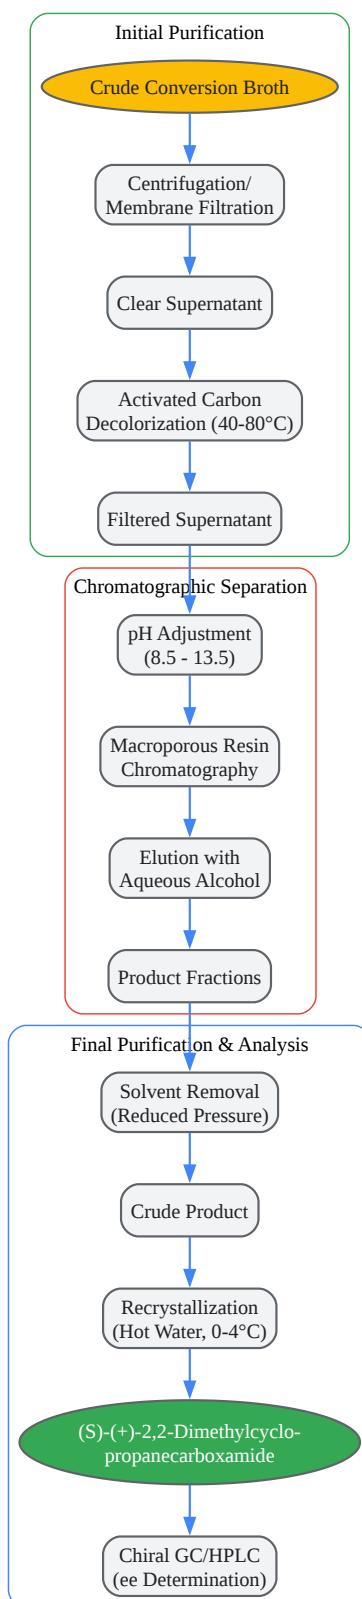 Initial Purification
Crude Conversion Broth
Centrifugation/
Membrane Filtration
Clear Supernatant
Activated Carbon
Decolorization (40-80°C)
Filtered Supernatant
Chromatographic Separation
pH Adjustment
(8.5 - 13.5)
Macroporous Resin
Chromatography
Elution with
Aqueous Alcohol
Product Fractions
Final Purification & Analysis
Solvent Removal
(Reduced Pressure)
Crude Product
Recrystallization
(Hot Water, 0-4°C)
(S)-(+)-2,2-Dimethylcyclo-
propanecarboxamide
Chiral GC/HPLC
(ee Determination)